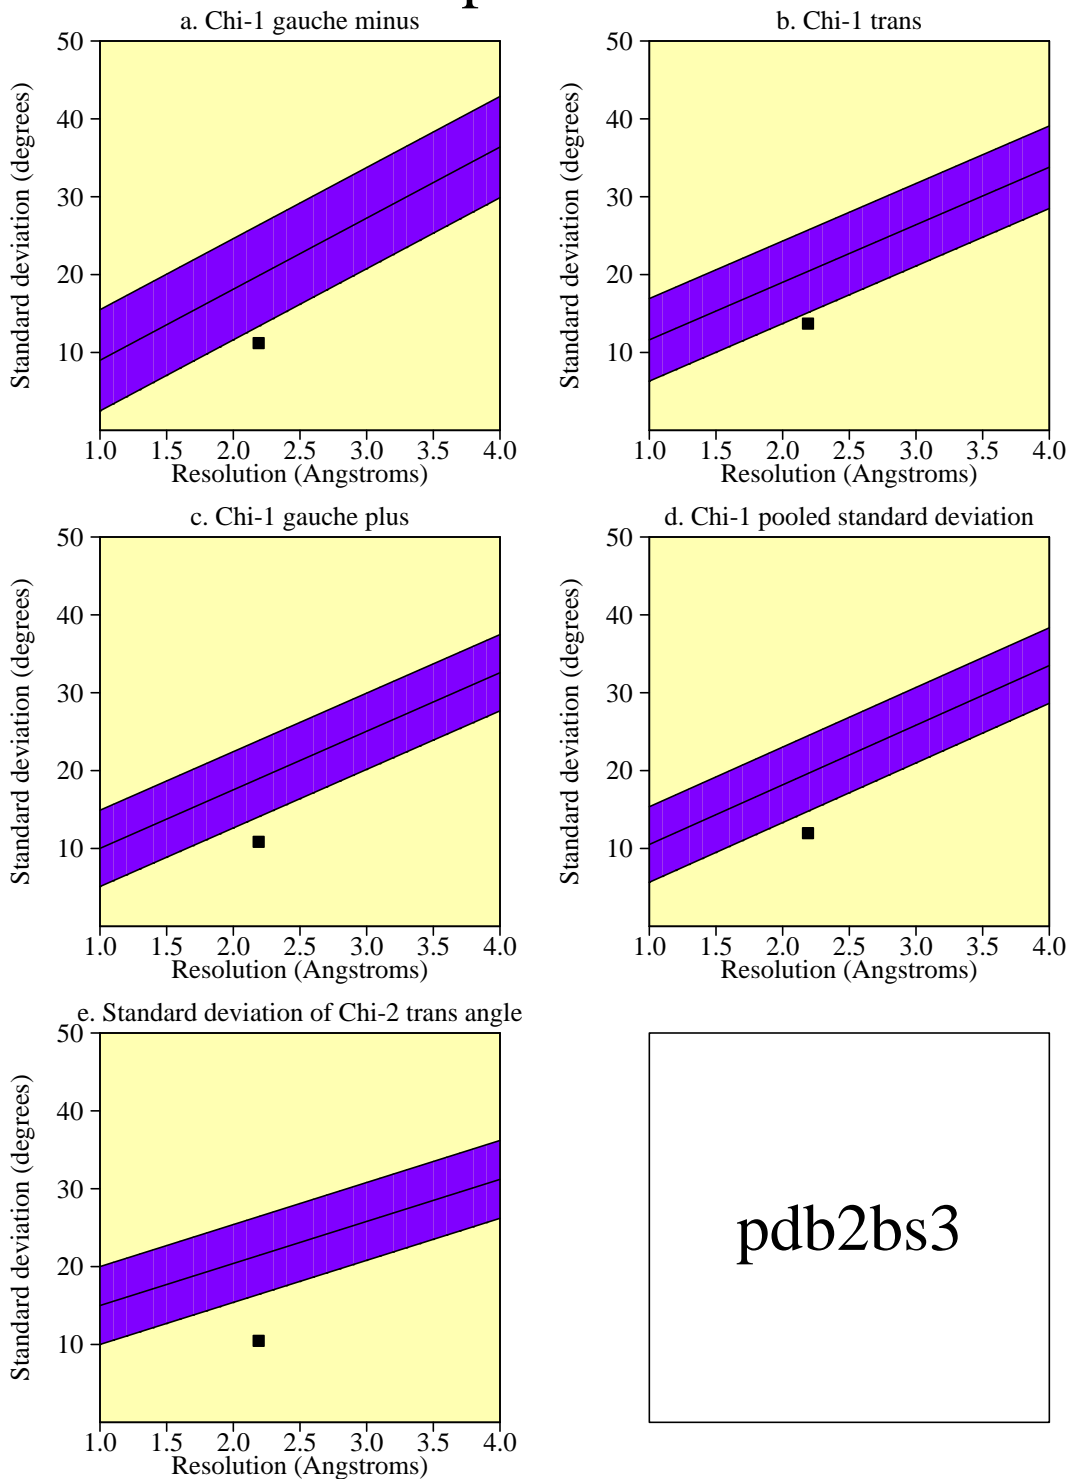 a. Chi-1 gauche minus
50
40
30
20
10
Standard deviation (degrees)
1.0 1.5 2.0 2.5 3.0 3.5 4.0
Resolution (Angstroms)
b. Chi-1 trans
50
40
30
20
10
Standard deviation (degrees)
1.0 1.5 2.0 2.5 3.0 3.5 4.0
Resolution (Angstroms)
c. Chi-1 gauche plus
50
40
30
20
10
Standard deviation (degrees)
1.0 1.5 2.0 2.5 3.0 3.5 4.0
Resolution (Angstroms)
d. Chi-1 pooled standard deviation
50
40
30
20
10
Standard deviation (degrees)
1.0 1.5 2.0 2.5 3.0 3.5 4.0
Resolution (Angstroms)
e. Standard deviation of Chi-2 trans angle
50
40
30
20
10
Standard deviation (degrees)
1.0 1.5 2.0 2.5 3.0 3.5 4.0
Resolution (Angstroms)
pdb2bs3